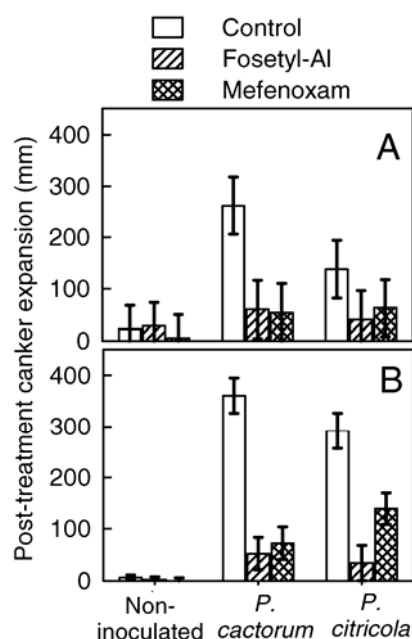 Control
Fosetyl-Al
Mefenoxam
Post-treatment canker expansion (mm)
A
400
300
200
100
0
B
400
300
200
100
0
Non-
inoculated
P.
cactorum
P.
citricola